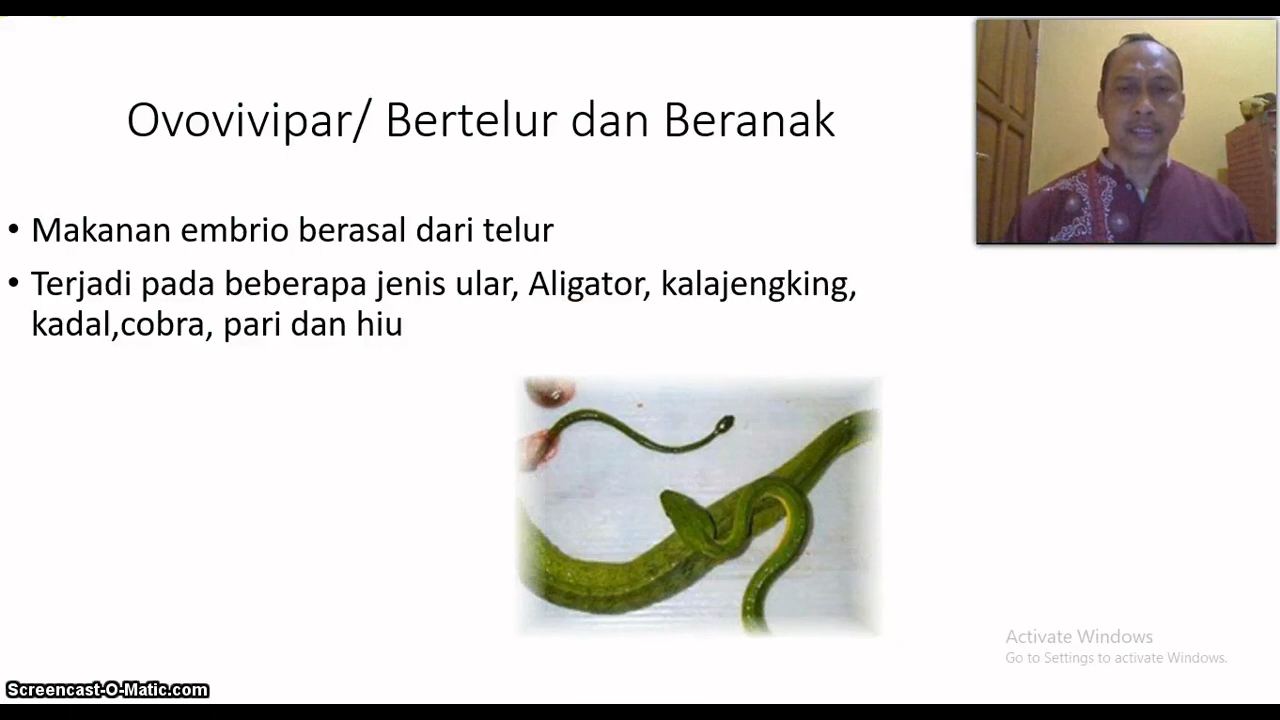 Ovovivipar/ Bertelur dan Beranak
• Makanan embrio berasal dari telur
• Terjadi pada beberapa jenis ular, Aligator, kalajengking,
kadal,cobra, pari dan hiu
Activate Windows
Go to Settings to activate Windows.
Screencast-O-Matic.com